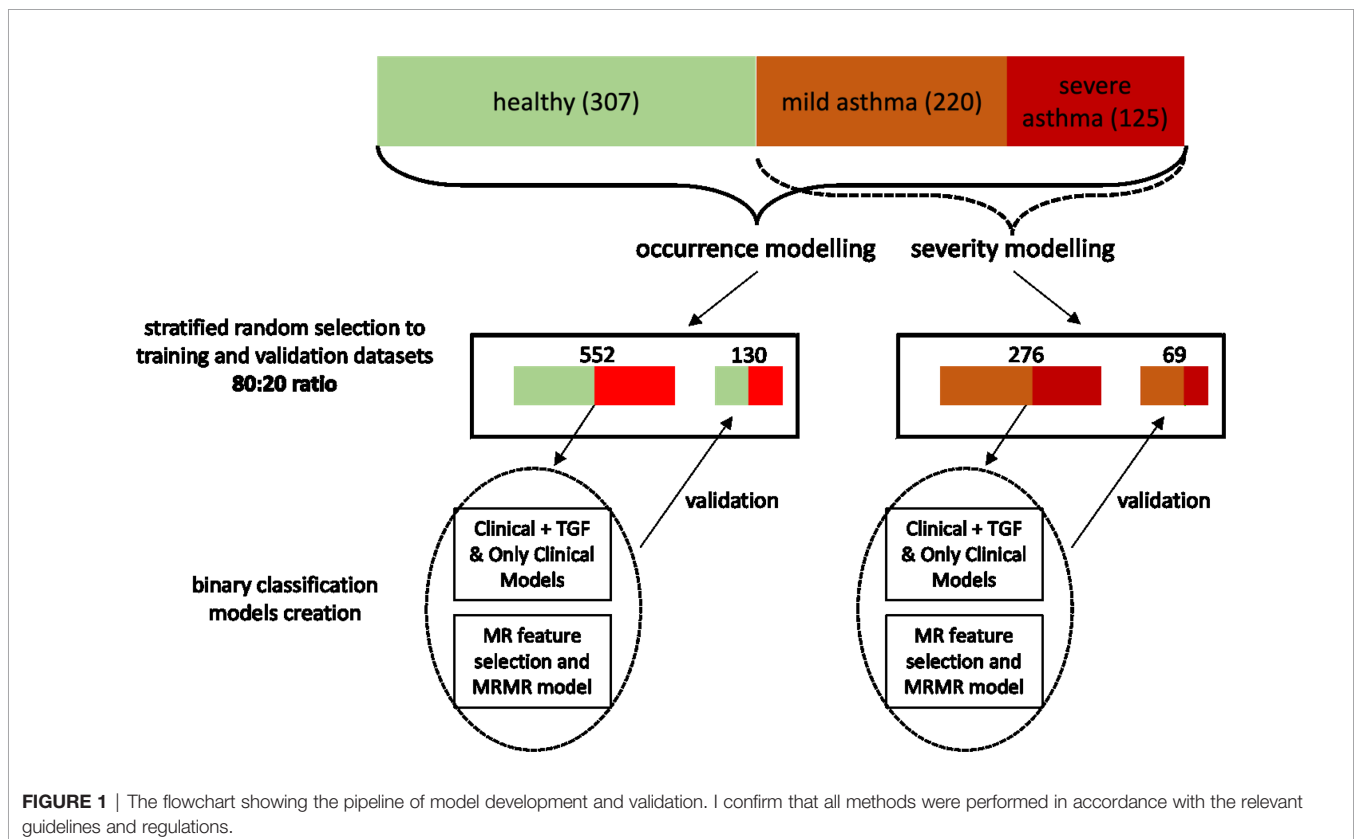 healthy (307)
mild asthma (220)
severe
asthma (125)
occurrence modelling
severity modelling
stratified random selection to
training and validation datasets
80:20 ratio
552
130
276
69
validation
validation
binary classification
models creation
Clinical + TGF
& Only Clinical
Models
MR feature
selection and
MRMR model
Clinical + TGF
& Only Clinical
Models
MR feature
selection and
MRMR model
FIGURE 1 | The flowchart showing the pipeline of model development and validation. I confirm that all methods were performed in accordance with the relevant
guidelines and regulations.